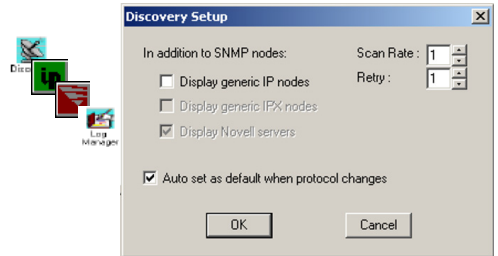 Discovery Setup
In addition to SNMP nodes:
Scan Rate : 1
Display generic IP nodes
Retry : 1
Display generic IPX nodes
Display Novell servers
Auto set as default when protocol changes
OK
Cancel
ip
Log
Manager